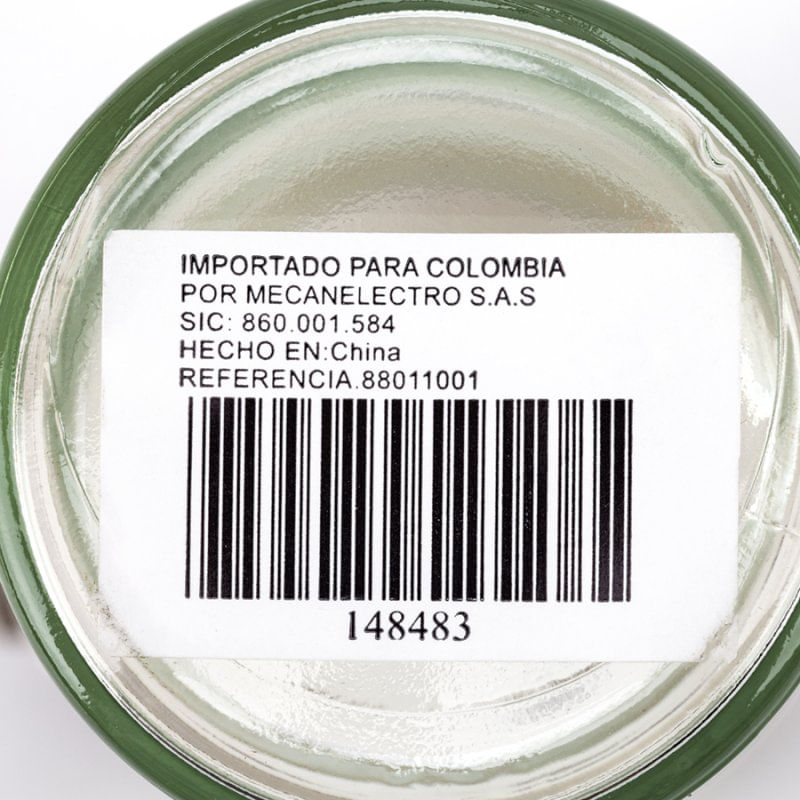 IMPORTADO PARA COLOMBIA
POR MECANELECTRO S.A.S
SIC: 860.001.584
HECHO EN:China
REFERENCIA.88011001
148483